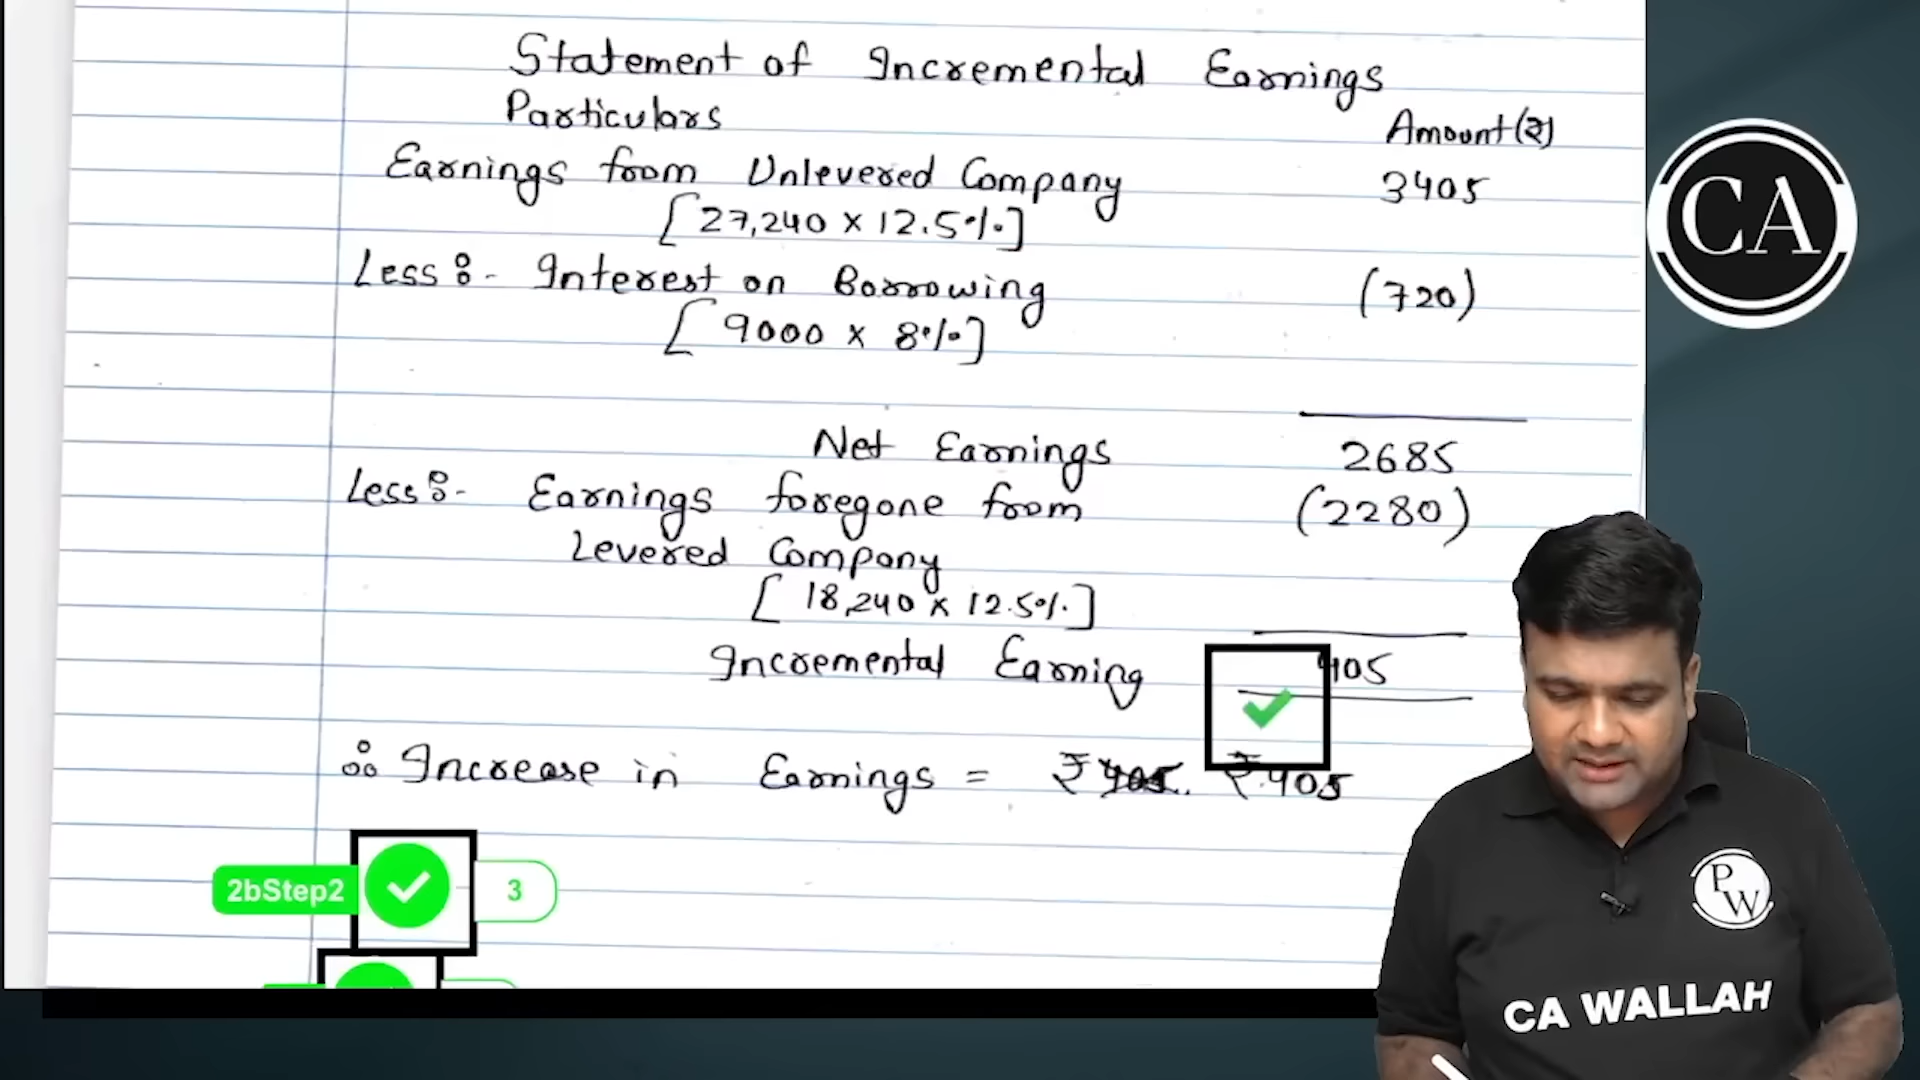 Statement of Incremental Earnings
Particulars Amount (₹)
Earnings from Unlevered Company 3405
[27,240 x 12.5%]
Less:- Interest on Borrowing (720)
[9000 x 8%]
Net Earnings 2685
Less:- Earnings foregone from (2280)
Levered Company
[18,240 x 12.5%]
Incremental Earning 405
∴ Increase in Earnings = ₹405. ₹.405
2bStep2 3
CA
PW
CA WALLAH